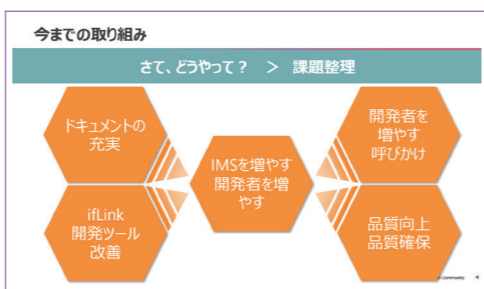 今までの取り組み
さて、どうやって？ ＞ 課題整理
ドキュメントの
充実
ifLink
開発ツール
改善
IMSを増やす
開発者を増
やす
開発者を
増やす
呼びかけ
品質向上
品質確保
Community 4